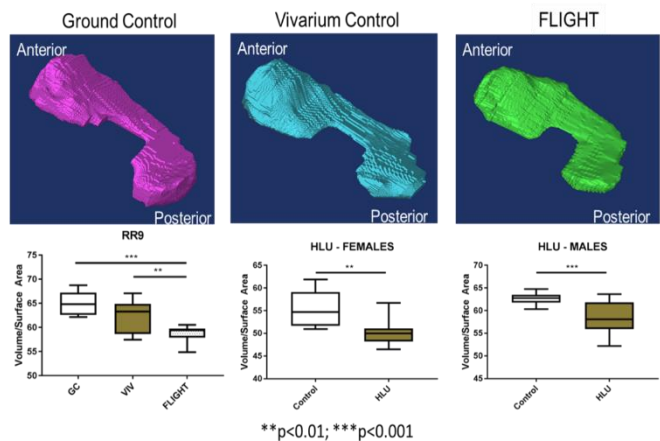 Ground Control
Vivarium Control
FLIGHT
Anterior
Posterior
Anterior
Posterior
Anterior
Posterior
RR9
***
**
Volume/Surface Area
75
70
65
60
55
50
GC
VIV
FLIGHT
HLU - FEMALES
**
Volume/Surface Area
65
60
55
50
45
40
Control
HLU
HLU - MALES
***
Volume/Surface Area
70
65
60
55
50
45
Control
HLU
**p<0.01; ***p<0.001